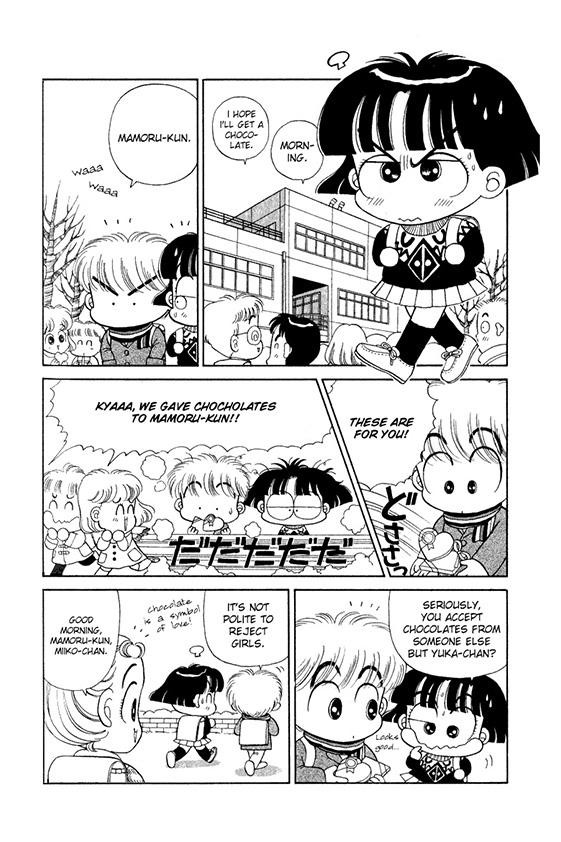 MORN-
ING.
I HOPE
I'LL GET A
CHOCO-
LATE.
MAMORU-KUN.
waaa
waaa
THESE ARE
FOR YOU!
どささっ
KYAAA, WE GAVE CHOCHOLATES
TO MAMORU-KUN!!
だだだだだ
SERIOUSLY,
YOU ACCEPT
CHOCOLATES FROM
SOMEONE ELSE
BUT YUKA-CHAN?
Looks
good...
IT'S NOT
POLITE TO
REJECT
GIRLS.
chocolate
is a symbol
of love!
GOOD
MORNING,
MAMORU-KUN,
MIIKO-CHAN.